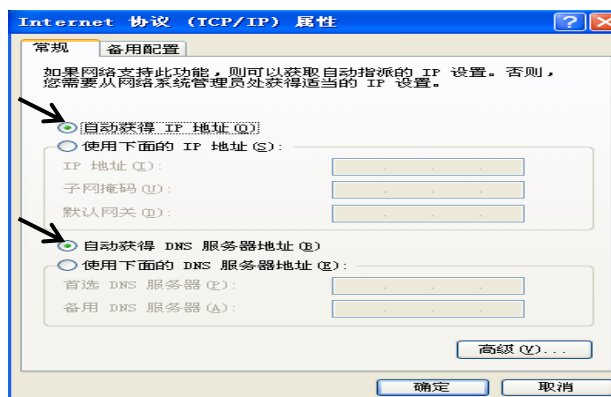 Internet 协议 (TCP/IP) 属性
常规 备用配置
如果网络支持此功能，则可以获取自动指派的 IP 设置。否则，
您需要从网络系统管理员处获得适当的 IP 设置。
自动获得 IP 地址(O)
使用下面的 IP 地址(S):
IP 地址(I):
子网掩码(U):
默认网关(D):
自动获得 DNS 服务器地址(B)
使用下面的 DNS 服务器地址(E):
首选 DNS 服务器(P):
备用 DNS 服务器(A):
高级(V)...
确定 取消